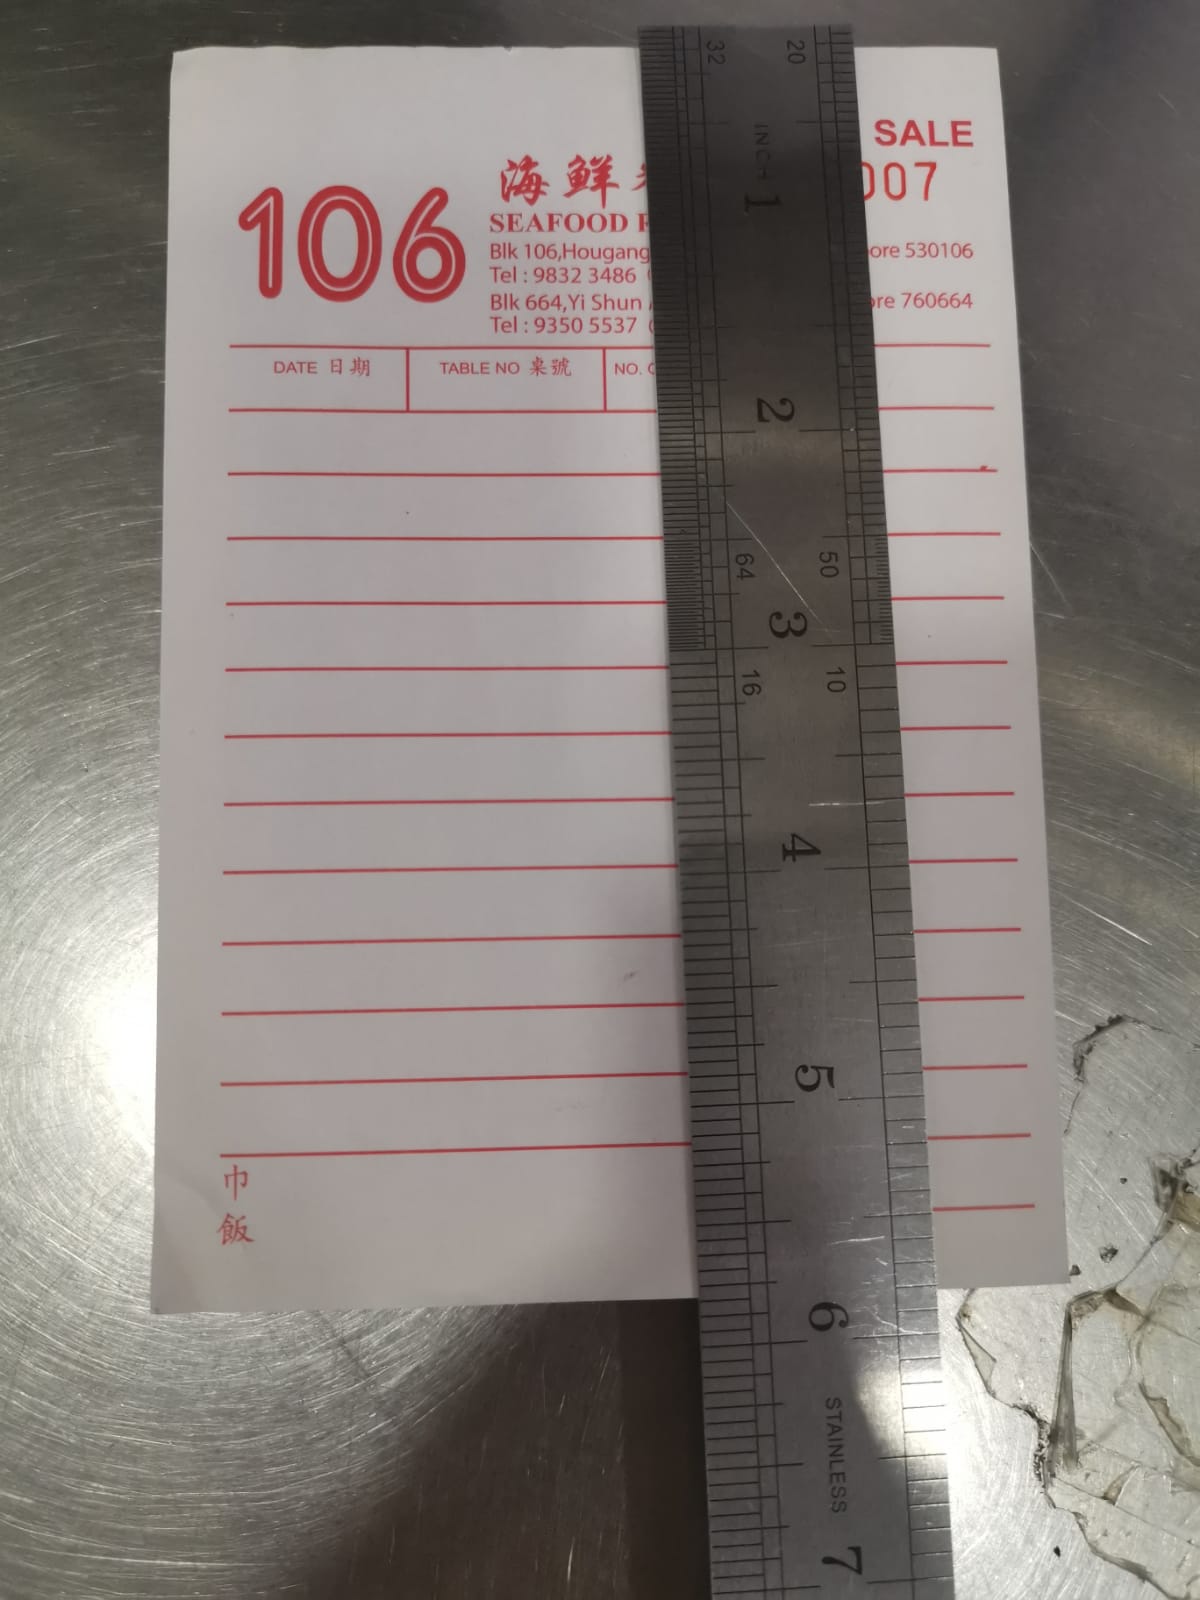 SALE
海鮮
007
106
SEAFOOD
Blk 106,Hougang ore 530106
Tel : 9832 3486
Blk 664,Yi Shun re 760664
Tel : 9350 5537
DATE 日期 TABLE NO 桌號 NO.
巾
飯
32 20
INCH
1
2
64 50
3
16 10
4
5
6
STAINLESS
7